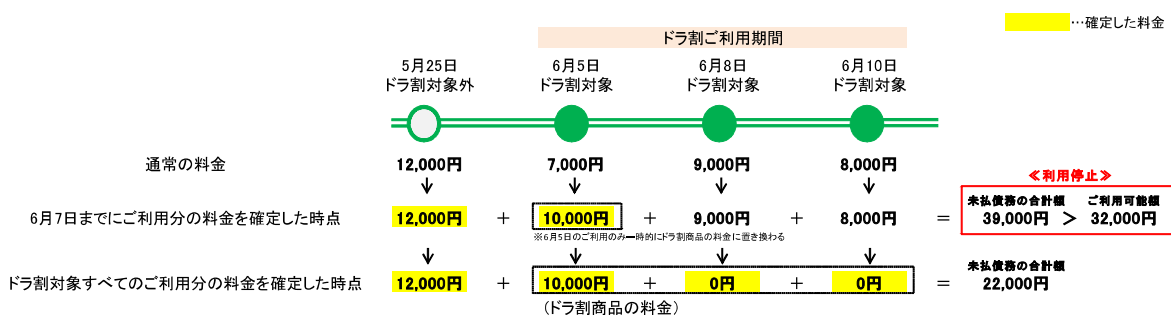 …確定した料金
ドラ割ご利用期間
5月25日 6月5日 6月8日 6月10日
ドラ割対象外 ドラ割対象 ドラ割対象 ドラ割対象
通常の料金 12,000円 7,000円 9,000円 8,000円
≪利用停止≫
未払債務の合計額 ご利用可能額
6月7日までにご利用分の料金を確定した時点 12,000円 + 10,000円 + 9,000円 + 8,000円 = 39,000円 > 32,000円
※6月5日のご利用のみ一時的にドラ割商品の料金に置き換わる
未払債務の合計額
ドラ割対象すべてのご利用分の料金を確定した時点 12,000円 + 10,000円 + 0円 + 0円 = 22,000円
(ドラ割商品の料金)